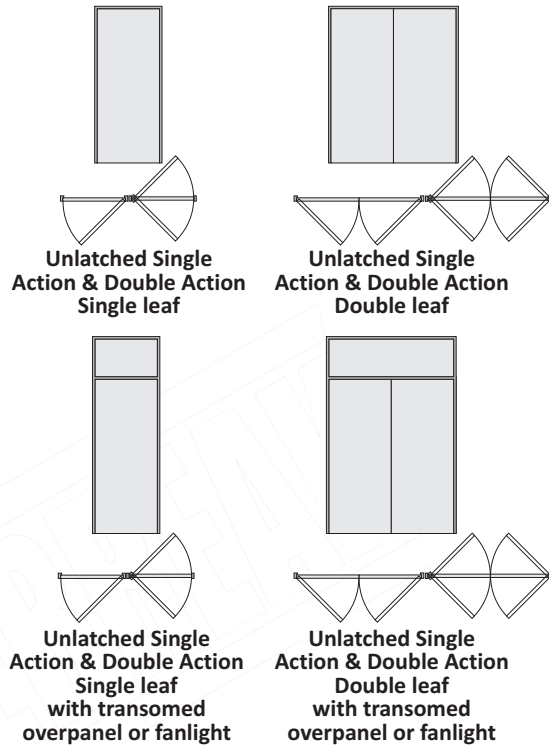 Unlatched Single
Action & Double Action
Single leaf
Unlatched Single
Action & Double Action
Double leaf
Unlatched Single
Action & Double Action
Single leaf
with transomed
overpanel or fanlight
Unlatched Single
Action & Double Action
Double leaf
with transomed
overpanel or fanlight